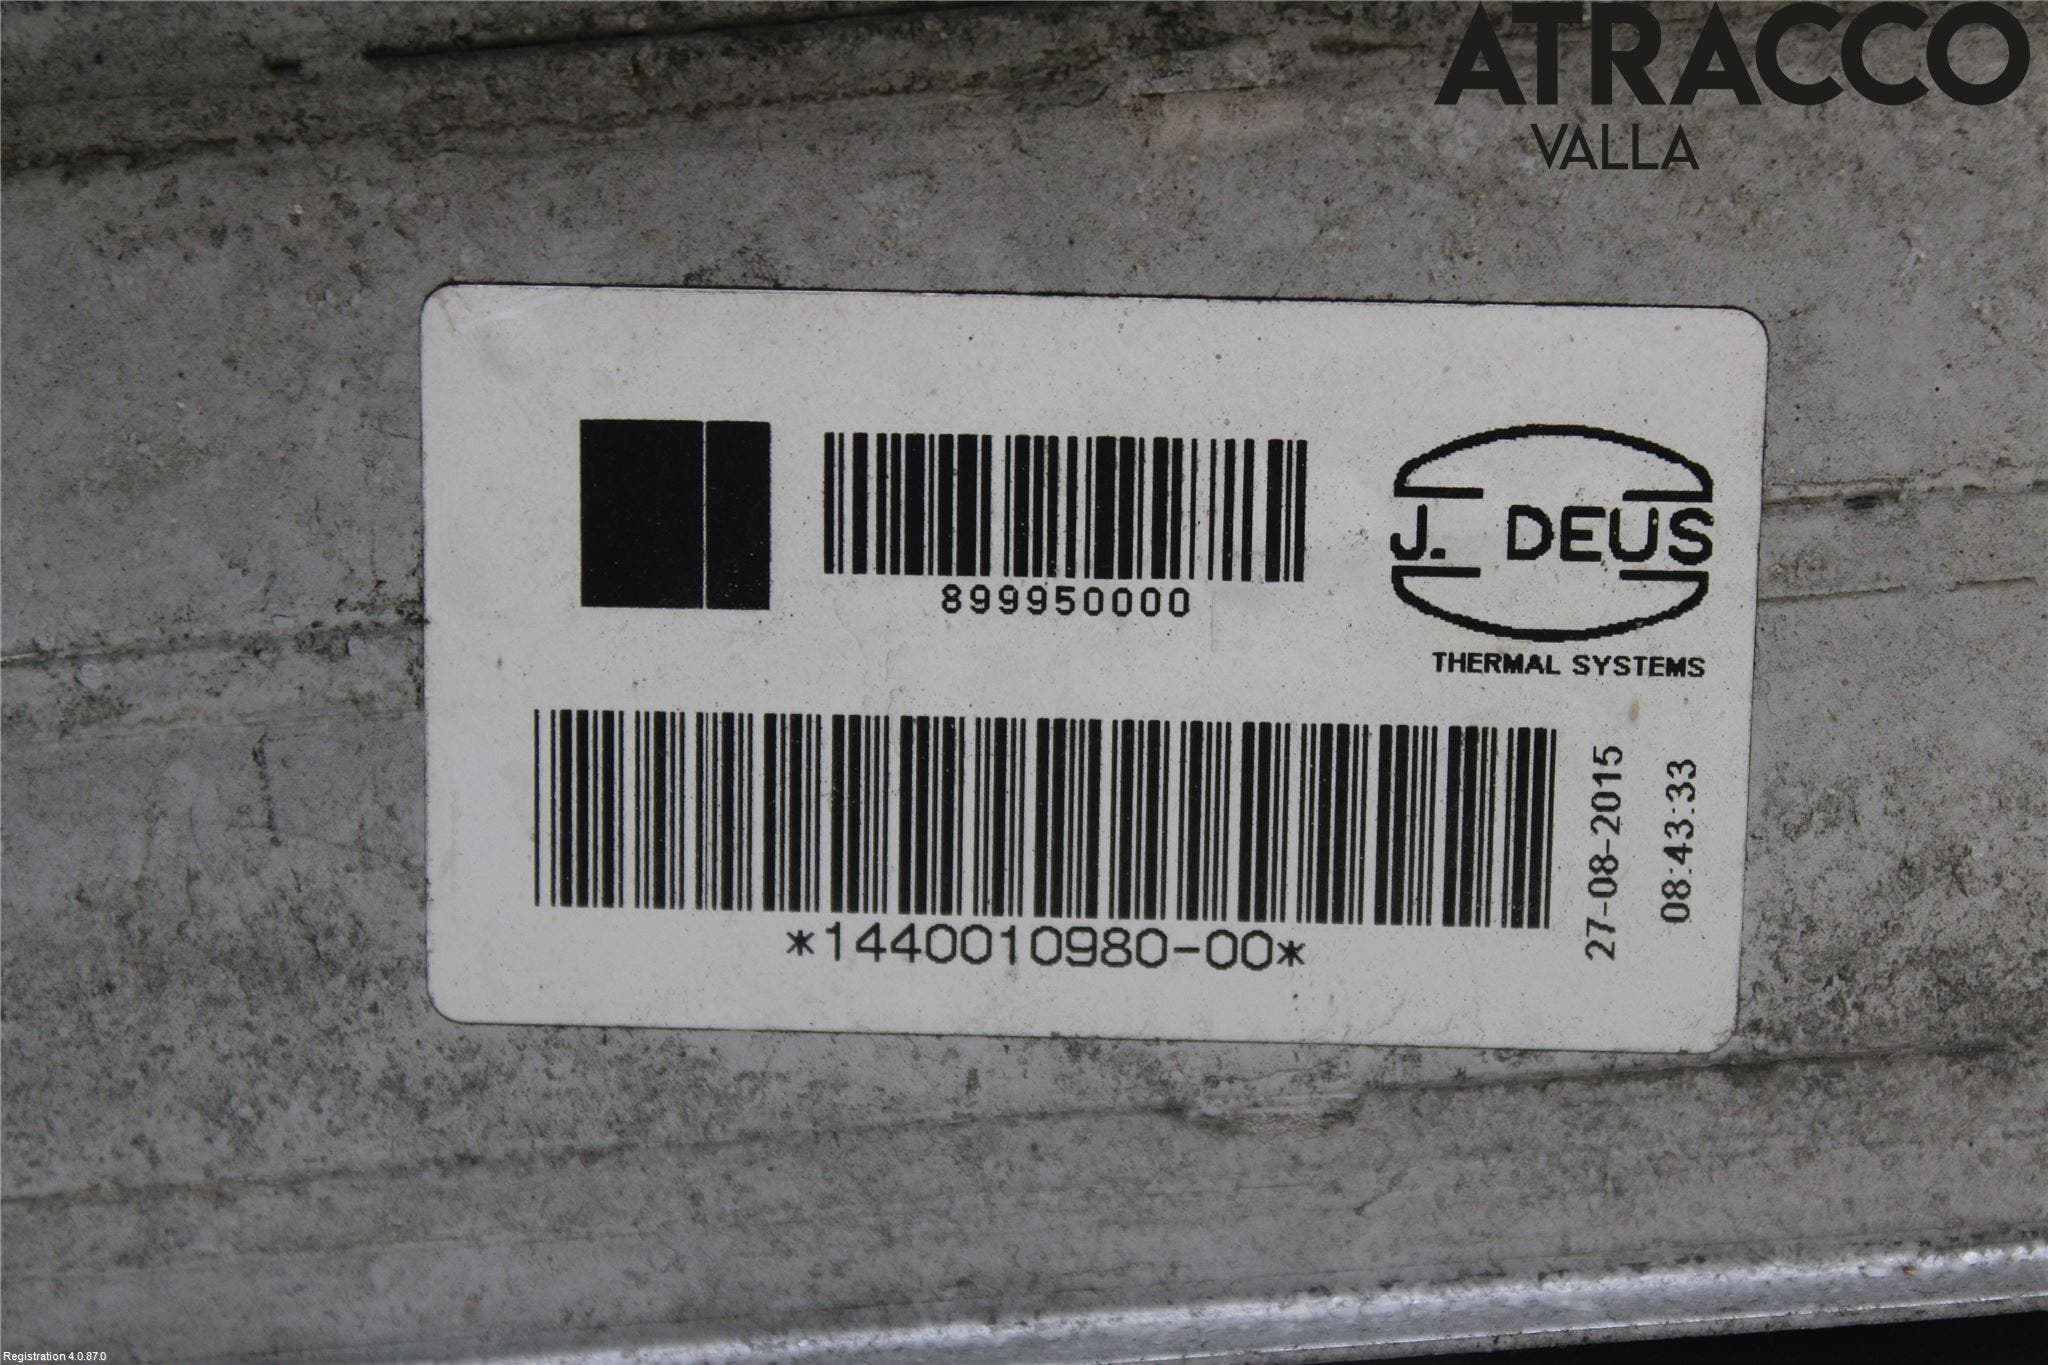 ATRACCO
VALLA
899950000
J. DEUS
THERMAL SYSTEMS
*1440010980-00*
27-08-2015
08:43:33
Registration 4.0.87.0